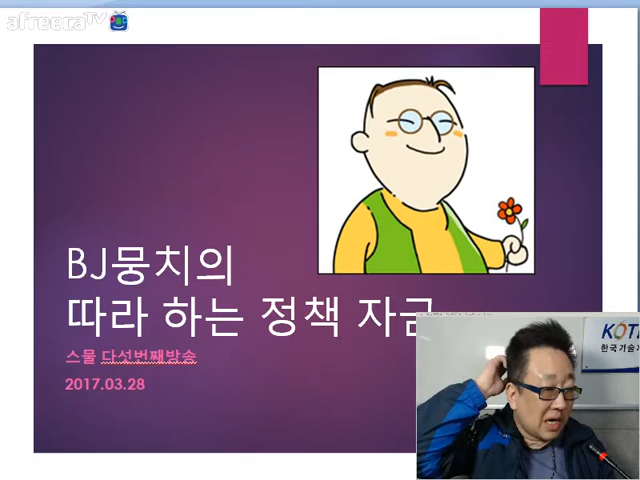 afreecaTV
BJ뭉치의
따라 하는 정책 자금
스물 다섯번째방송
2017.03.28
한국기술